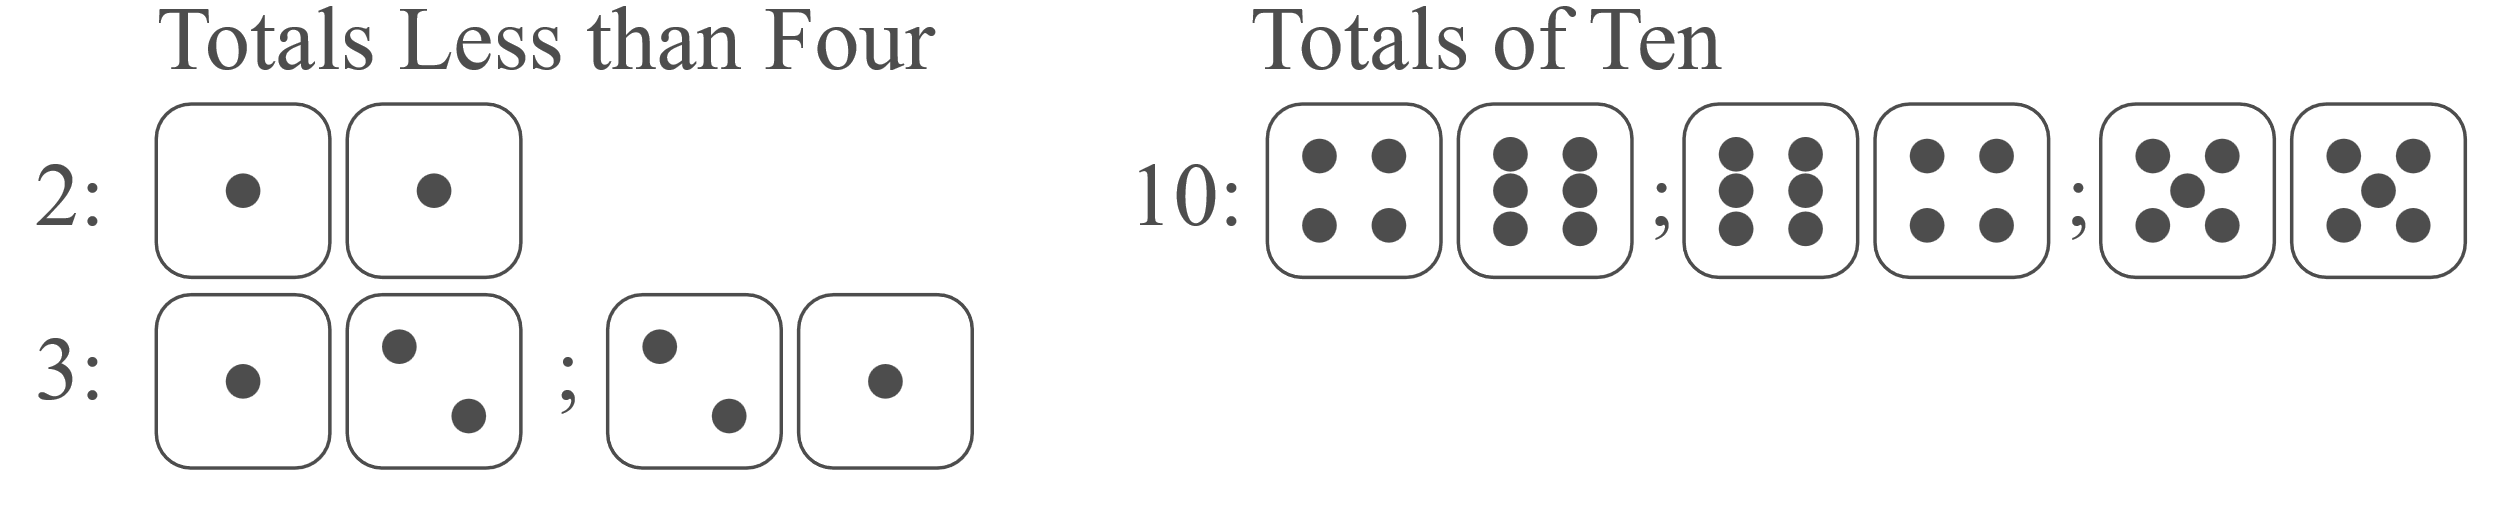 Totals Less than Four
2:
3: ;
Totals of Ten
10: ; ;